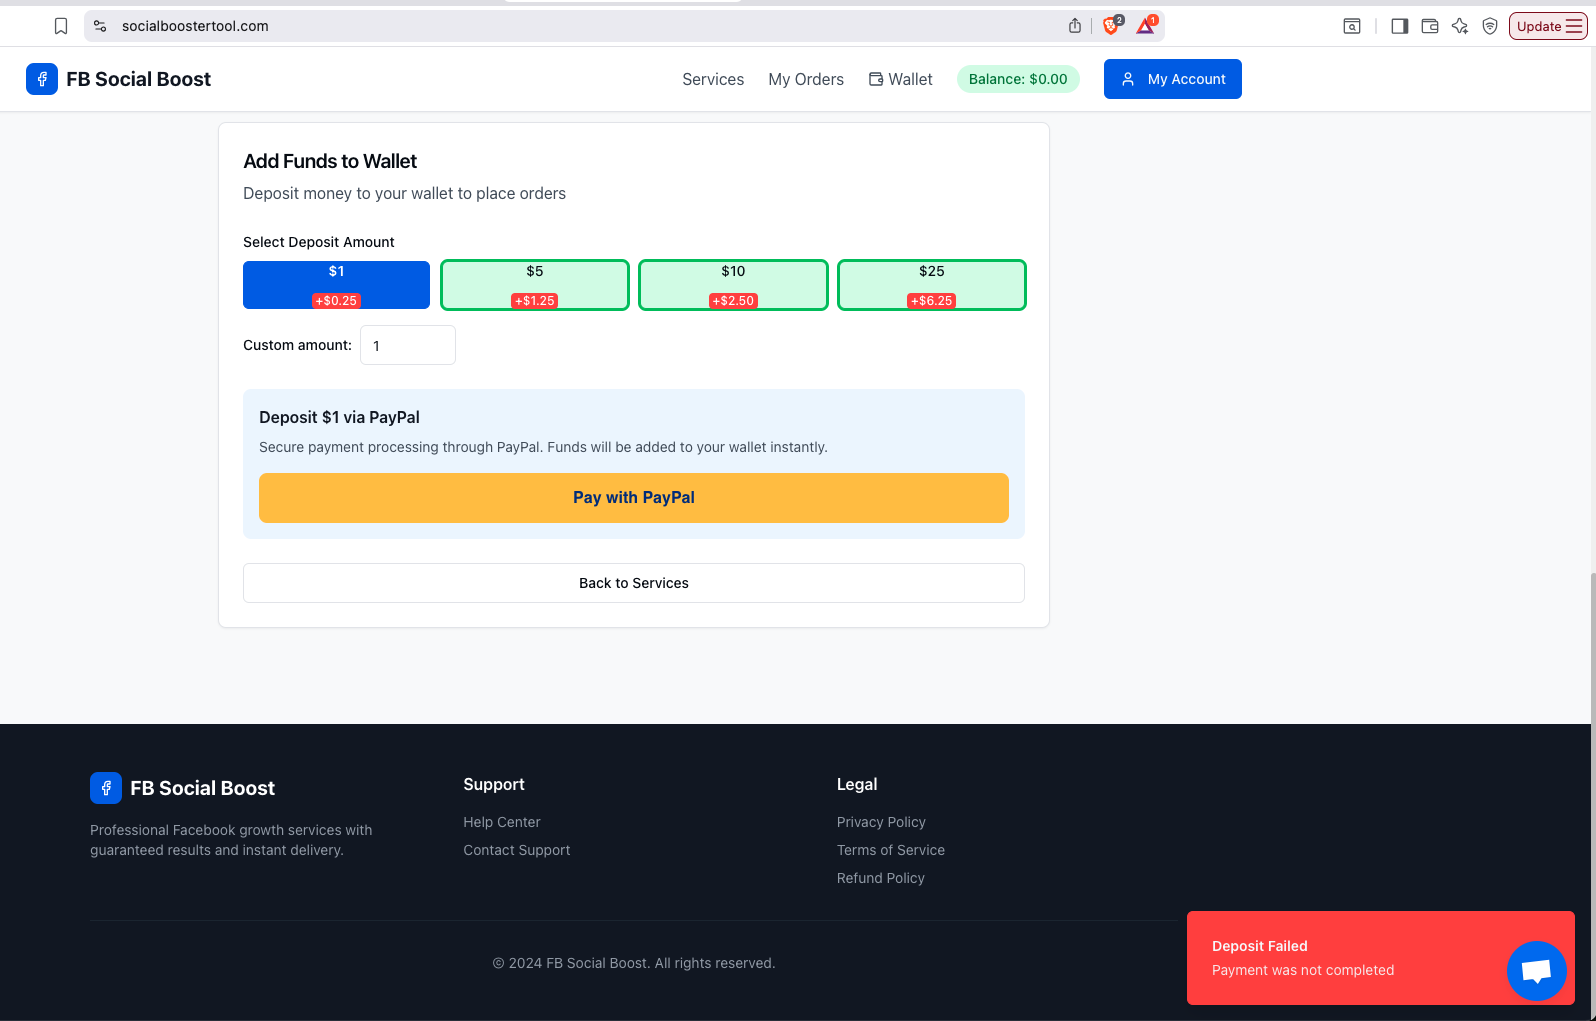 socialboostertool.com
2
1
Update
FB Social Boost
Services
My Orders
Wallet
Balance: $0.00
My Account
Add Funds to Wallet
Deposit money to your wallet to place orders
Select Deposit Amount
$1
+$0.25
$5
+$1.25
$10
+$2.50
$25
+$6.25
Custom amount:
1
Deposit $1 via PayPal
Secure payment processing through PayPal. Funds will be added to your wallet instantly.
Pay with PayPal
Back to Services
FB Social Boost
Professional Facebook growth services with
guaranteed results and instant delivery.
Support
Help Center
Contact Support
Legal
Privacy Policy
Terms of Service
Refund Policy
© 2024 FB Social Boost. All rights reserved.
Deposit Failed
Payment was not completed